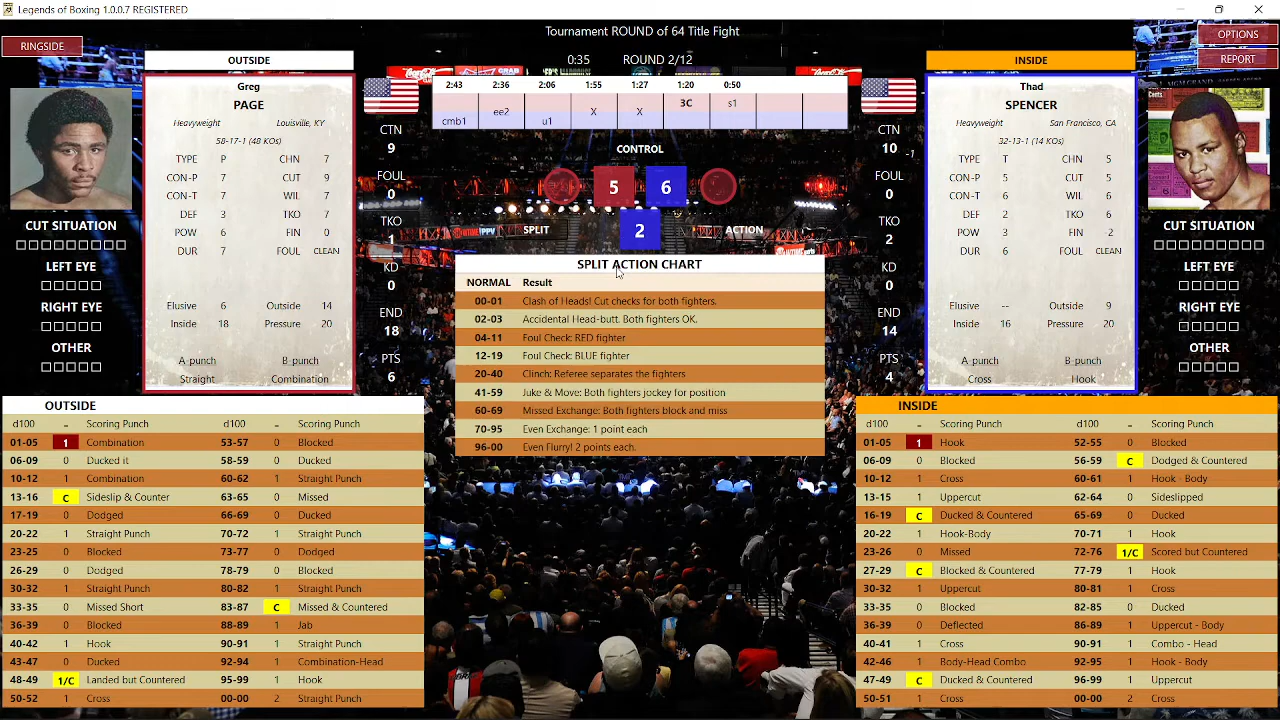 Legends of Boxing 1.0.0.7 REGISTERED
Tournament ROUND of 64 Title Fight
RINGSIDE
OPTIONS
REPORT
0:35 ROUND 2/12
OUTSIDE
Greg
PAGE
Heavyweight Louisville, KY
58-17-1 (48 KOs)
TYPE P CHN 7
CON-P 7 CUT 9
CON-T 7 WIL 7
DEF 3 TKO 7
POW 6 FIN 0
DUR 6 FOUL CLEAN
Elusive 6 Outside 14
Inside 18 Pressure 20
A-punch B-punch
Straight Combination
CUT SITUATION
LEFT EYE
RIGHT EYE
OTHER
CTN
9
FOUL
0
TKO
1
KD
0
END
18
PTS
6
2:43 2:36 2:06 1:55 1:27 1:20 0:50
cmb1 ee2 u1 X X 3C s1
CONTROL
5 6
SPLIT 2 ACTION
SPLIT ACTION CHART
NORMAL Result
00-01 Clash of Heads! Cut checks for both fighters.
02-03 Accidental Head-butt. Both fighters OK.
04-11 Foul Check: RED fighter
12-19 Foul Check: BLUE fighter
20-40 Clinch: Referee separates the fighters
41-59 Juke & Move: Both fighters jockey for position
60-69 Missed Exchange: Both fighters block and miss
70-95 Even Exchange: 1 point each
96-00 Even Flurry! 2 points each.
CTN
10
-1
FOUL
0
TKO
2
KD
0
END
14
PTS
4
INSIDE
Thad
SPENCER
Heavyweight San Francisco, CA
32-13-1 (14 KOs)
TYPE T CHN 5
CON-P 5 CUT 5
CON-T 6 WIL 6
DEF 2 TKO 6
POW 3 FIN 2
DUR 6 FOUL CLEAN
Elusive -- Outside 9
Inside 16 Pressure 20
A-punch B-punch
Cross Hook
CUT SITUATION
LEFT EYE
RIGHT EYE
OTHER
OUTSIDE
d100 - Scoring Punch d100 - Scoring Punch
01-05 1 Combination 53-57 0 Blocked
06-09 0 Ducked it 58-59 0 Ducked
10-12 1 Combination 60-62 1 Straight Punch
13-16 C Sideslip & Counter 63-65 0 Missed
17-19 0 Dodged 66-69 0 Ducked
20-22 1 Straight Punch 70-72 1 Straight Punch
23-25 0 Blocked 73-77 0 Dodged
26-29 0 Dodged 78-79 0 Blocked
30-32 1 Straight Punch 80-82 1 Straight Punch
33-35 0 Missed Short 83-87 C Missed & Countered
36-39 0 Blocked 88-89 1 Jab
40-42 1 Hook 90-91 1 Straight Punch
43-47 0 Ducked 92-94 1 Combination-Head
48-49 1/C Landed but Countered 95-99 1 Hook
50-52 1 Cross 00-00 2 Straight Punch
INSIDE
d100 - Scoring Punch d100 - Scoring Punch
01-05 1 Hook 52-55 0 Blocked
06-09 0 Blocked 56-59 C Dodged & Countered
10-12 1 Cross 60-61 1 Hook - Body
13-15 1 Uppercut 62-64 0 Sideslipped
16-19 C Ducked & Countered 65-69 0 Ducked
20-22 1 Hook-Body 70-71 1 Hook
23-26 0 Missed 72-76 1/C Scored but Countered
27-29 C Blocked & Countered 77-79 1 Hook
30-32 1 Uppercut 80-81 1 Cross
33-35 0 Blocked 82-85 0 Ducked
36-39 0 Deflected 86-89 1 Uppercut - Body
40-41 1 Cross 90-91 1 Combo - Head
42-46 1 Body-Head Combo 92-95 1 Hook - Body
47-49 C Ducked & Countered 96-99 1 Uppercut
50-51 1 Cross 00-00 2 Cross